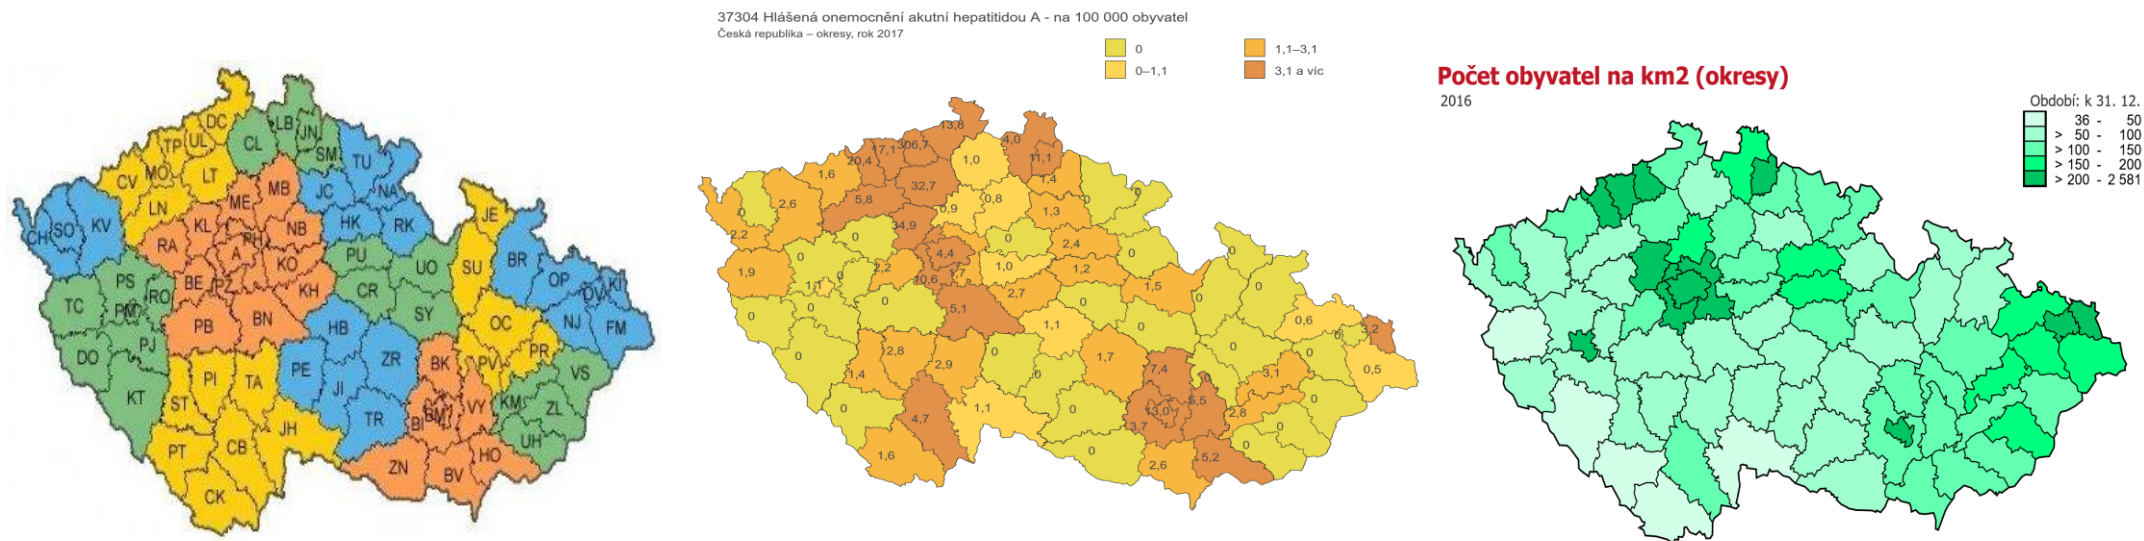 37304 Hlášená onemocnění akutní hepatitidou A - na 100 000 obyvatel
Česká republika – okresy, rok 2017
0
0–1,1
1,1–3,1
3,1 a víc
Počet obyvatel na km2 (okresy)
2016
Období: k 31. 12.
36 - 50
> 50 - 100
> 100 - 150
> 150 - 200
> 200 - 2 581
DC
LB
JN
TP
UL
CL
SM
TU
MO
CV
LT
MB
JC
NA
LN
ME
KL
NB
HK
RK
JE
CH
SO
KV
RA
PH
A
KO
PU
UO
SU
BR
PS
BE
PZ
KH
CR
OP
OV
KI
TC
PM
RO
PB
BN
HB
SY
OC
NJ
FM
DO
PJ
PE
ZR
BK
PV
PR
VS
KT
PI
TA
JI
ST
TR
BI
BM
VY
KM
ZL
PT
CB
JH
UH
CK
ZN
BV
HO
13,8
17,1
306,7
4,0
20,4
1,0
11,1
1,6
32,7
1,4
0
0
2,6
5,8
0,9
0,8
1,3
0
2,2
0
0
2,4
0
0
1,9
0
2,2
4,4
1,0
1,2
1,1
0
1,7
2,7
1,5
0
0
0
0
0
5,1
0
1,1
0
0,6
0
3,2
0
2,8
2,9
0
1,7
0
0
1,4
0
7,4
3,1
0,5
0
4,7
1,1
0
13,0
5,5
2,8
0
3,7
0
0
1,6
0
2,6
5,2